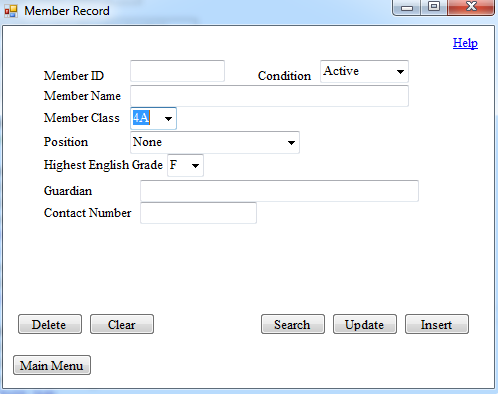 Member Record
Help
Member ID Condition Active
Member Name
Member Class 4A
Position None
Highest English Grade F
Guardian
Contact Number
Delete Clear Search Update Insert
Main Menu